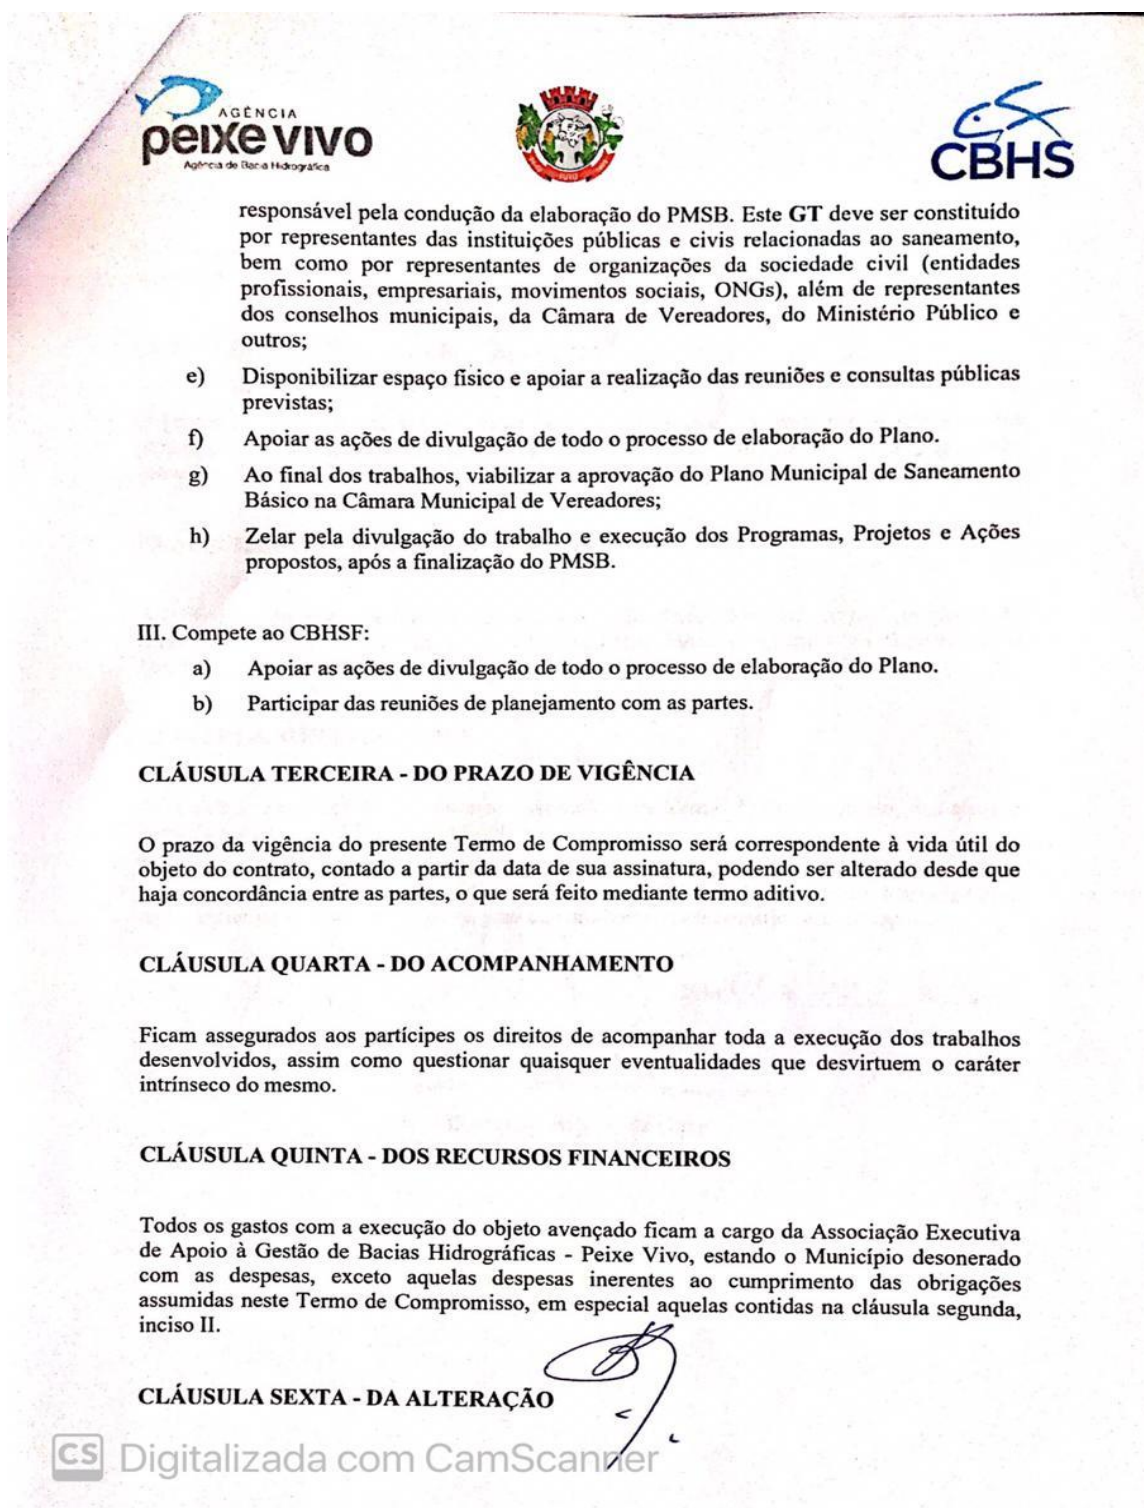 AGÊNCIA
peixe vivo
Agência de Bacia Hidrográfica
CBHS
responsável pela condução da elaboração do PMSB. Este GT deve ser constituído
por representantes das instituições públicas e civis relacionadas ao saneamento,
bem como por representantes de organizações da sociedade civil (entidades
profissionais, empresariais, movimentos sociais, ONGs), além de representantes
dos conselhos municipais, da Câmara de Vereadores, do Ministério Público e
outros;
e) Disponibilizar espaço físico e apoiar a realização das reuniões e consultas públicas
previstas;
f) Apoiar as ações de divulgação de todo o processo de elaboração do Plano.
g) Ao final dos trabalhos, viabilizar a aprovação do Plano Municipal de Saneamento
Básico na Câmara Municipal de Vereadores;
h) Zelar pela divulgação do trabalho e execução dos Programas, Projetos e Ações
propostos, após a finalização do PMSB.
III. Compete ao CBHSF:
a) Apoiar as ações de divulgação de todo o processo de elaboração do Plano.
b) Participar das reuniões de planejamento com as partes.
CLÁUSULA TERCEIRA - DO PRAZO DE VIGÊNCIA
O prazo da vigência do presente Termo de Compromisso será correspondente à vida útil do
objeto do contrato, contado a partir da data de sua assinatura, podendo ser alterado desde que
haja concordância entre as partes, o que será feito mediante termo aditivo.
CLÁUSULA QUARTA - DO ACOMPANHAMENTO
Ficam assegurados aos partícipes os direitos de acompanhar toda a execução dos trabalhos
desenvolvidos, assim como questionar quaisquer eventualidades que desvirtuem o caráter
intrínseco do mesmo.
CLÁUSULA QUINTA - DOS RECURSOS FINANCEIROS
Todos os gastos com a execução do objeto avençado ficam a cargo da Associação Executiva
de Apoio à Gestão de Bacias Hidrográficas - Peixe Vivo, estando o Município desonerado
com as despesas, exceto aquelas despesas inerentes ao cumprimento das obrigações
assumidas neste Termo de Compromisso, em especial aquelas contidas na cláusula segunda,
inciso II.
CLÁUSULA SEXTA - DA ALTERAÇÃO
CS Digitalizada com CamScanner